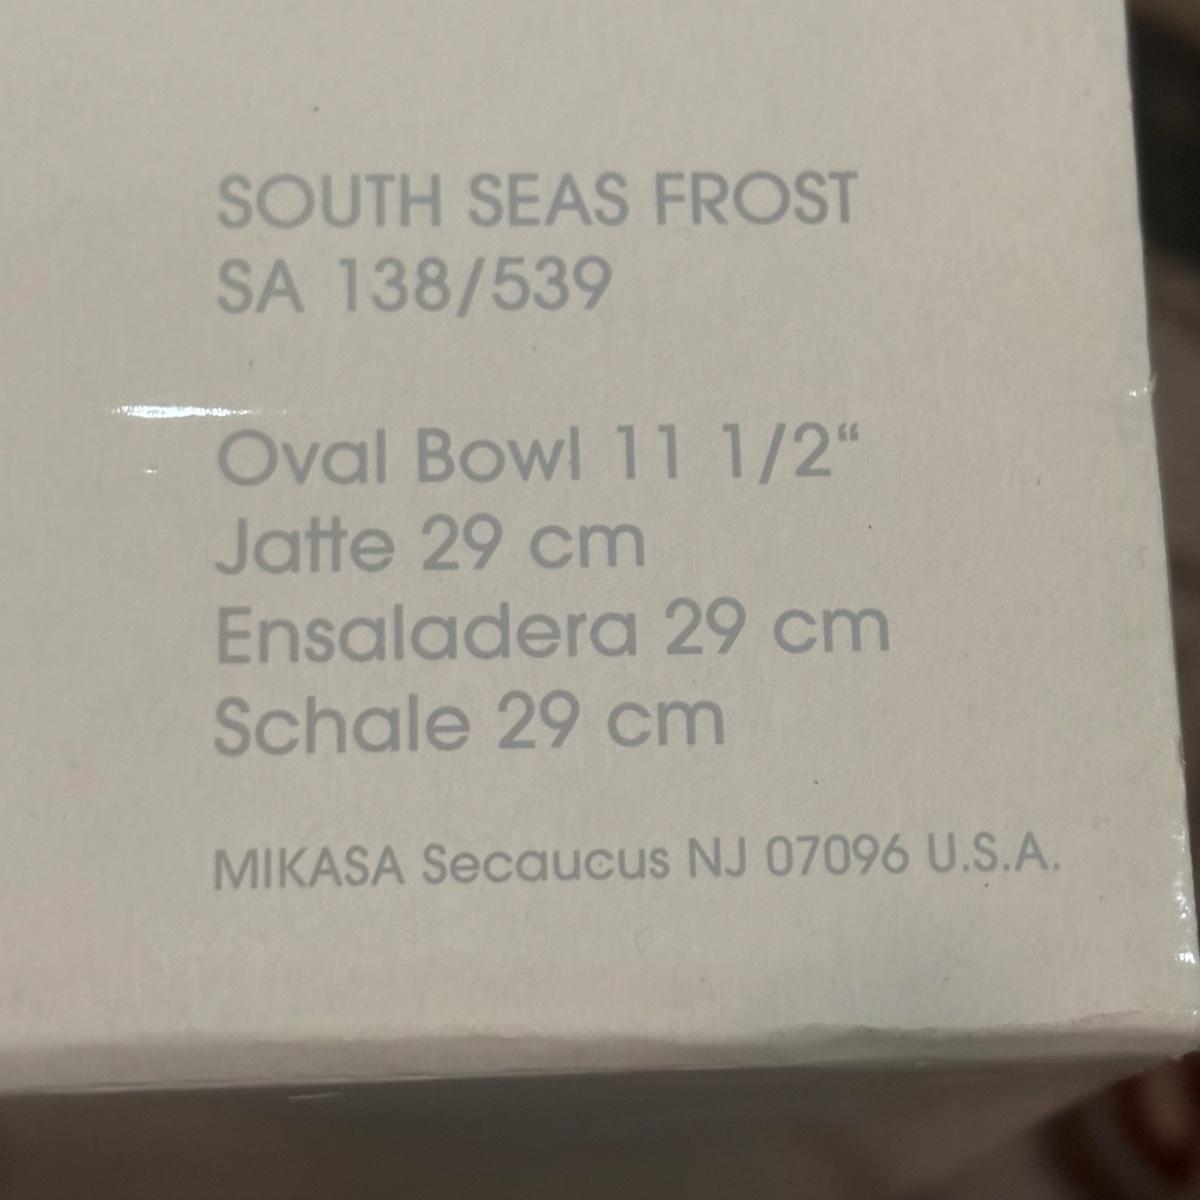 SOUTH SEAS FROST
SA 138/539
Oval Bowl 11 1/2“
Jatte 29 cm
Ensaladera 29 cm
Schale 29 cm
MIKASA Secaucus NJ 07096 U.S.A.